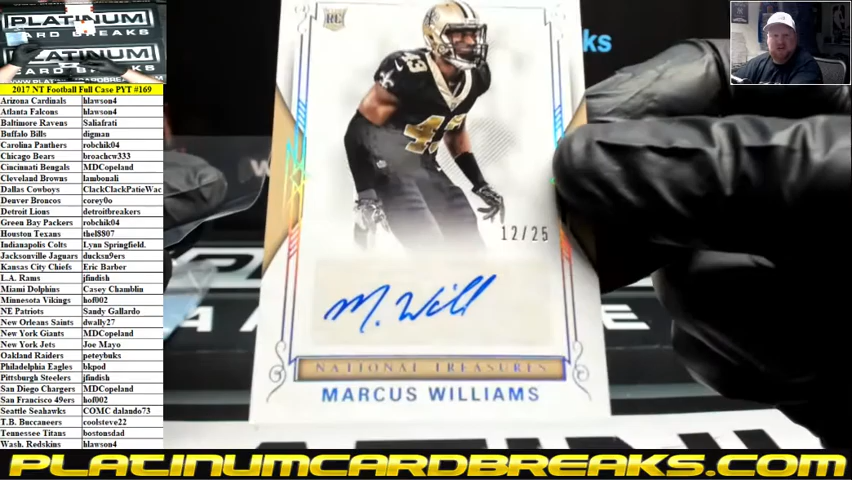 PLATINUM
CARD BREAKS
WWW.PLATINUMCARDBREAKS.COM
PLATINUM
2017 NT Football Full Case PYT #169
Arizona Cardinals hlawson4
Atlanta Falcons hlawson4
Baltimore Ravens Saliafrati
Buffalo Bills digman
Carolina Panthers robchik04
Chicago Bears broachcw333
Cincinnati Bengals MDCopeland
Cleveland Browns lambonali
Dallas Cowboys ClackClackPatieWac
Denver Broncos corey0o
Detroit Lions detroitbreakers
Green Bay Packers robchik04
Houston Texans thel8807
Indianapolis Colts Lynn Springfield.
Jacksonville Jaguars ducksn9ers
Kansas City Chiefs Eric Barber
L.A. Rams jfindish
Miami Dolphins Casey Chamblin
Minnesota Vikings hof002
NE Patriots Sandy Gallardo
New Orleans Saints dwally27
New York Giants MDCopeland
New York Jets Joe Mayo
Oakland Raiders peteybuks
Philadelphia Eagles bkpod
Pittsburgh Steelers jfindish
San Diego Chargers MDCopeland
San Francisco 49ers hof002
Seattle Seahawks COMC dalando73
T.B. Buccaneers coolsteve22
Tennessee Titans bostonsdad
Wash. Redskins hlawson4
RC
43
43
12/25
M. Will
NATIONAL TREASURES
MARCUS WILLIAMS
ks
PLATINUMCARDBREAKS.COM